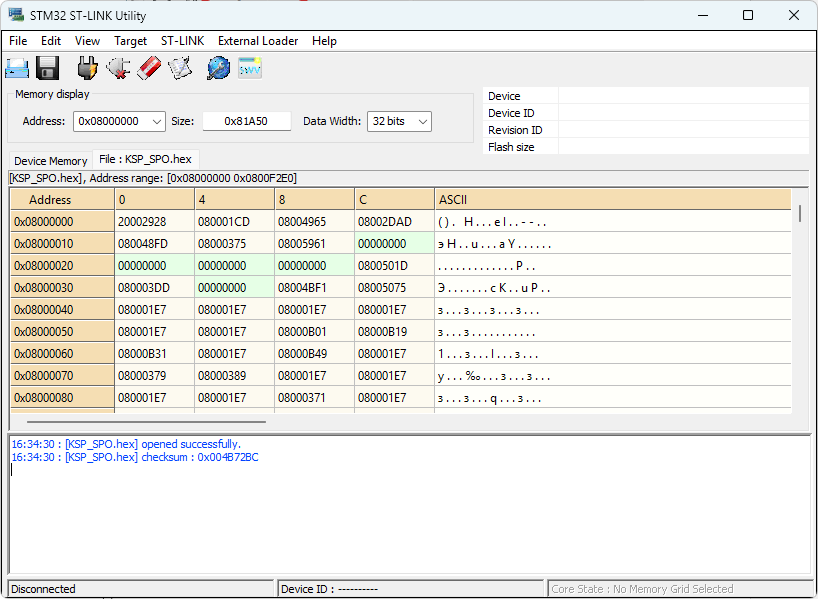 STM32 ST-LINK Utility
File Edit View Target ST-LINK External Loader Help
Memory display
Address: 0x08000000 Size: 0x81A50 Data Width: 32 bits
Device
Device ID
Revision ID
Flash size
Device Memory File : KSP_SPO.hex
[KSP_SPO.hex], Address range: [0x08000000 0x0800F2E0]
Address 0 4 8 C ASCII
0x08000000 20002928 080001CD 08004965 08002DAD (). Н...eI..-..
0x08000010 080048FD 08000375 08005961 00000000 эH..u...aY......
0x08000020 00000000 00000000 00000000 0800501D .............P..
0x08000030 080003DD 00000000 08004BF1 08005075 Э.......сK..uP..
0x08000040 080001E7 080001E7 080001E7 080001E7 з...з...з...з...
0x08000050 080001E7 080001E7 08000B01 08000B19 з...з...........
0x08000060 08000B31 080001E7 08000B49 080001E7 1...з...I...з...
0x08000070 08000379 08000389 080001E7 080001E7 y...‰...з...з...
0x08000080 080001E7 080001E7 08000371 080001E7 з...з...q...з...
16:34:30 : [KSP_SPO.hex] opened successfully.
16:34:30 : [KSP_SPO.hex] checksum : 0x004B72BC
Disconnected Device ID : ---------- Core State : No Memory Grid Selected